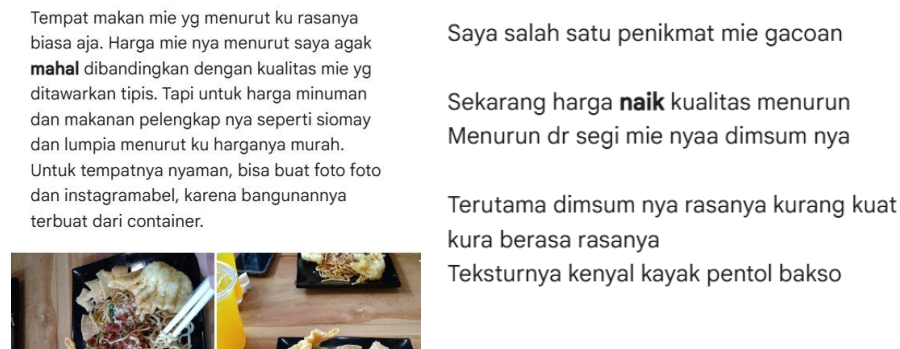 Tempat makan mie yg menurut ku rasanya
biasa aja. Harga mie nya menurut saya agak
mahal dibandingkan dengan kualitas mie yg
ditawarkan tipis. Tapi untuk harga minuman
dan makanan pelengkap nya seperti siomay
dan lumpia menurut ku harganya murah.
Untuk tempatnya nyaman, bisa buat foto foto
dan instagramabel, karena bangunannya
terbuat dari container.
Saya salah satu penikmat mie gacoan
Sekarang harga naik kualitas menurun
Menurun dr segi mie nyaa dimsum nya
Terutama dimsum nya rasanya kurang kuat
kura berasa rasanya
Teksturnya kenyal kayak pentol bakso